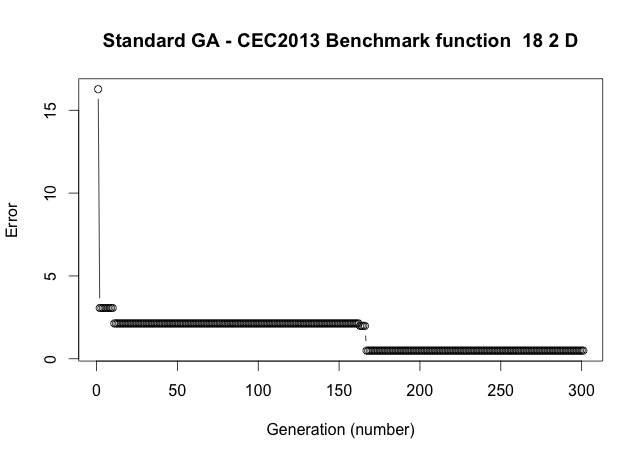 Standard GA - CEC2013 Benchmark function 18 2 D
Error
15
10
5
0
0 50 100 150 200 250 300
Generation (number)